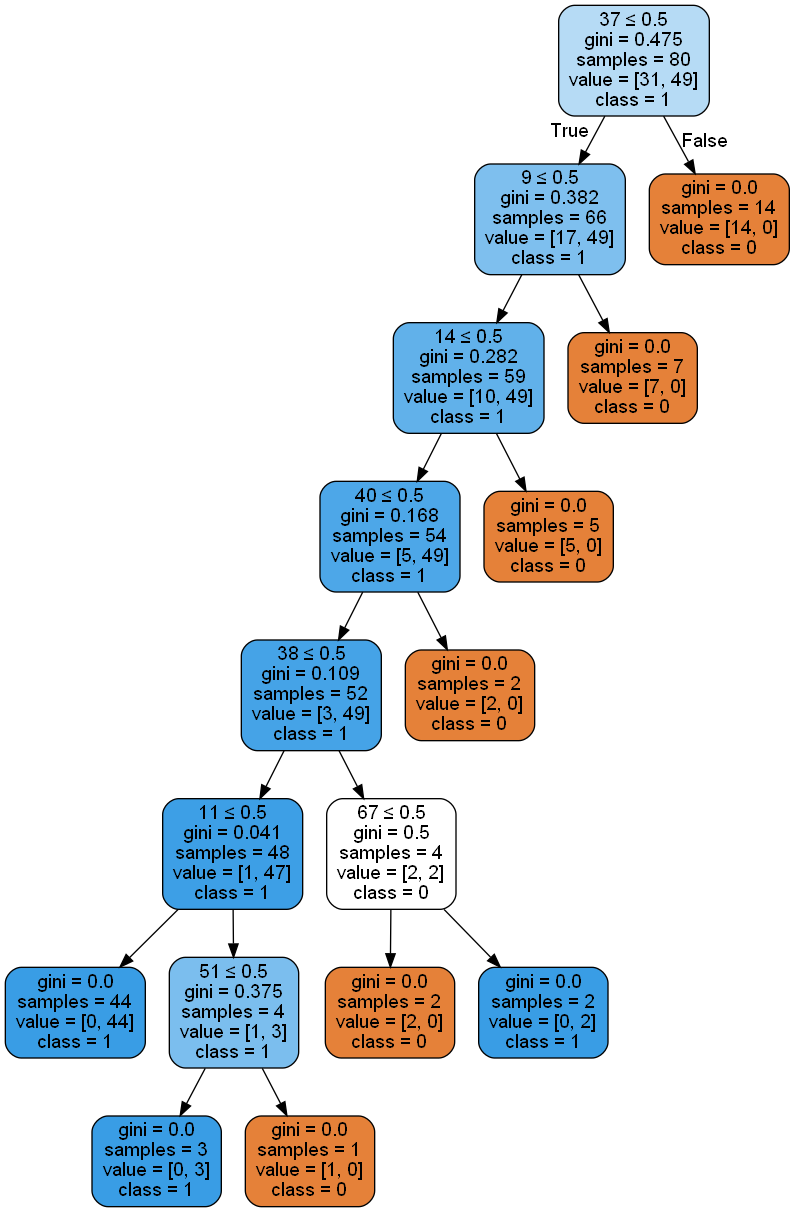 37 ≤ 0.5
gini = 0.475
samples = 80
value = [31, 49]
class = 1
True
False
9 ≤ 0.5
gini = 0.382
samples = 66
value = [17, 49]
class = 1
gini = 0.0
samples = 14
value = [14, 0]
class = 0
14 ≤ 0.5
gini = 0.282
samples = 59
value = [10, 49]
class = 1
gini = 0.0
samples = 7
value = [7, 0]
class = 0
40 ≤ 0.5
gini = 0.168
samples = 54
value = [5, 49]
class = 1
gini = 0.0
samples = 5
value = [5, 0]
class = 0
38 ≤ 0.5
gini = 0.109
samples = 52
value = [3, 49]
class = 1
gini = 0.0
samples = 2
value = [2, 0]
class = 0
11 ≤ 0.5
gini = 0.041
samples = 48
value = [1, 47]
class = 1
67 ≤ 0.5
gini = 0.5
samples = 4
value = [2, 2]
class = 0
gini = 0.0
samples = 44
value = [0, 44]
class = 1
51 ≤ 0.5
gini = 0.375
samples = 4
value = [1, 3]
class = 1
gini = 0.0
samples = 2
value = [2, 0]
class = 0
gini = 0.0
samples = 2
value = [0, 2]
class = 1
gini = 0.0
samples = 3
value = [0, 3]
class = 1
gini = 0.0
samples = 1
value = [1, 0]
class = 0